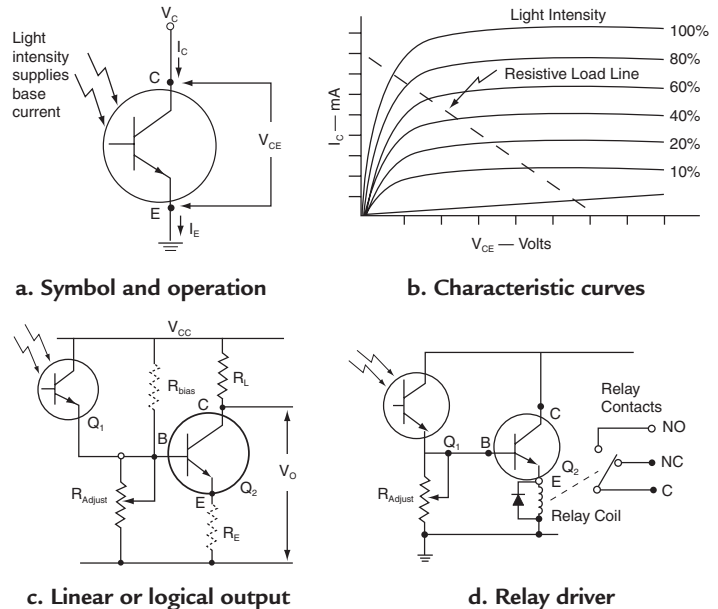 V_C
Light
intensity
supplies
base
current
I_C
C
V_CE
E
I_E
a. Symbol and operation
Light Intensity
100%
80%
60%
40%
20%
10%
Resistive Load Line
I_C — mA
V_CE — Volts
b. Characteristic curves
V_CC
R_bias
R_L
Q_1
C
B
V_O
R_Adjust
E
Q_2
R_E
c. Linear or logical output
Relay
Contacts
C
NO
Q_1
B
Q_2
NC
E
R_Adjust
C
Relay Coil
d. Relay driver